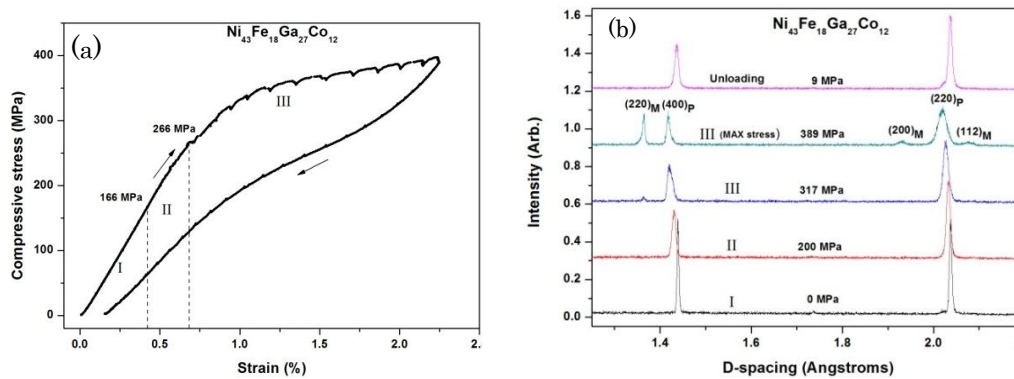 (a)
Ni43Fe18Ga27Co12
400
300
200
100
0
Compressive stress (MPa)
266 MPa
166 MPa
I
II
III
0.0 0.5 1.0 1.5 2.0 2.5
Strain (%)
(b)
Ni43Fe18Ga27Co12
1.6
1.4
1.2
1.0
0.8
0.6
0.4
0.2
0.0
Intensity (Arb.)
Unloading 9 MPa
(220)M (400)P (220)P
III (MAX stress) 389 MPa (200)M (112)M
III 317 MPa
II 200 MPa
I 0 MPa
1.4 1.6 1.8 2.0
D-spacing (Angstroms)